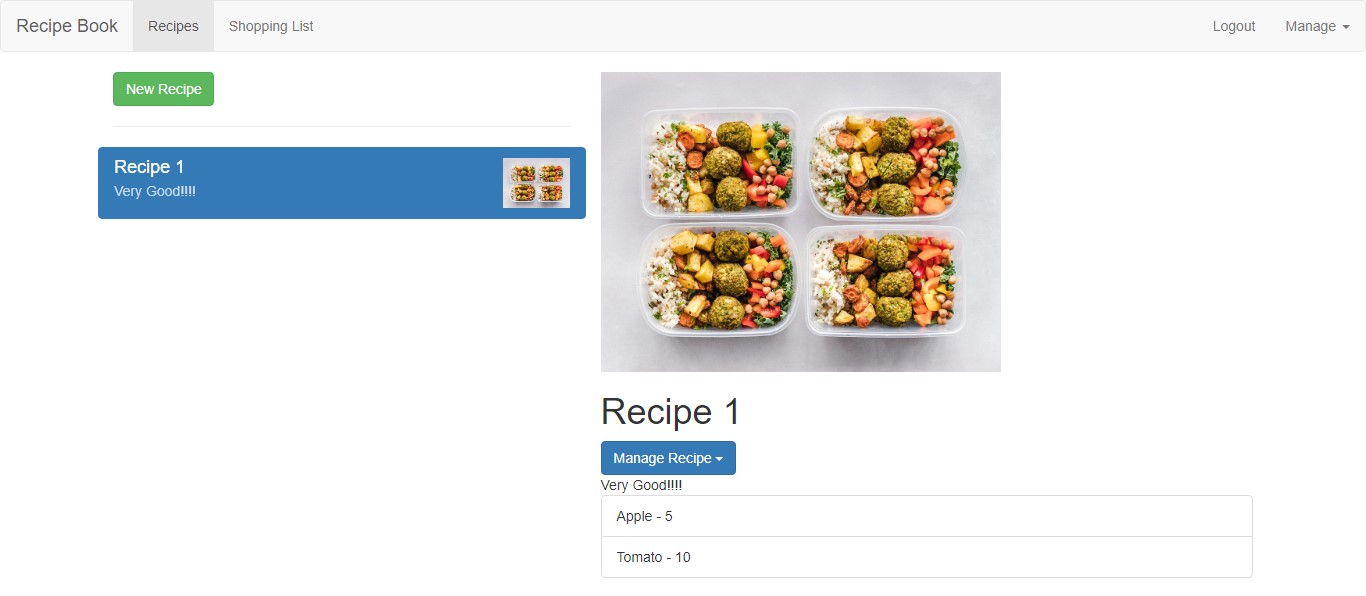 Recipe Book Recipes Shopping List Logout Manage
New Recipe
Recipe 1
Very Good!!!!
Recipe 1
Manage Recipe
Very Good!!!!
Apple - 5
Tomato - 10